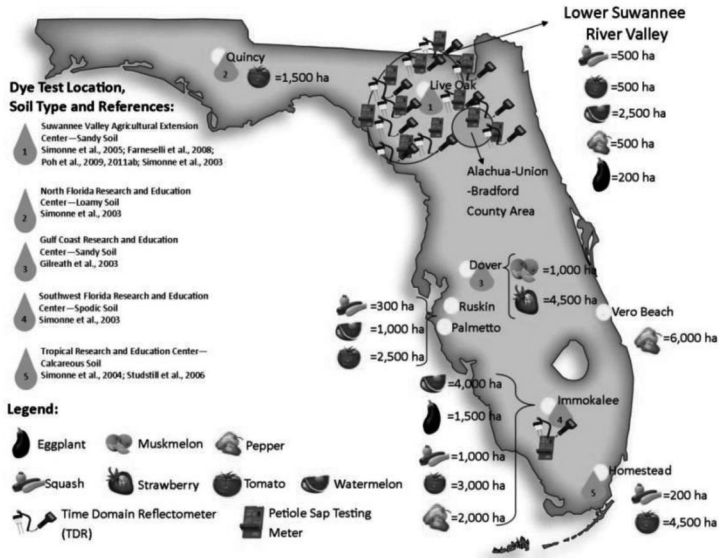 Lower Suwannee
River Valley
=500 ha
=500 ha
=2,500 ha
=500 ha
=200 ha
Quincy
2
=1,500 ha
Live Oak
1
Alachua-Union
-Bradford
County Area
Dye Test Location,
Soil Type and References:
1
Suwannee Valley Agricultural Extension
Center—Sandy Soil
Simonne et al., 2005; Farneselli et al., 2008;
Poh et al., 2009, 2011ab; Simonne et al., 2003
2
North Florida Research and Education
Center—Loamy Soil
Simonne et al., 2003
3
Gulf Coast Research and Education
Center—Sandy Soil
Gilreath et al., 2003
4
Southwest Florida Research and Education
Center—Spodic Soil
Simonne et al., 2003
5
Tropical Research and Education Center—
Calcareous Soil
Simonne et al., 2004; Studstill et al., 2006
Dover
3
=1,000 ha
=4,500 ha
Ruskin
Palmetto
=300 ha
=1,000 ha
=2,500 ha
Vero Beach
=6,000 ha
Immokalee
4
=4,000 ha
=1,500 ha
=1,000 ha
=3,000 ha
=2,000 ha
Homestead
5
=200 ha
=4,500 ha
Legend:
Eggplant
Muskmelon
Pepper
Squash
Strawberry
Tomato
Watermelon
Time Domain Reflectometer
(TDR)
Petiole Sap Testing
Meter